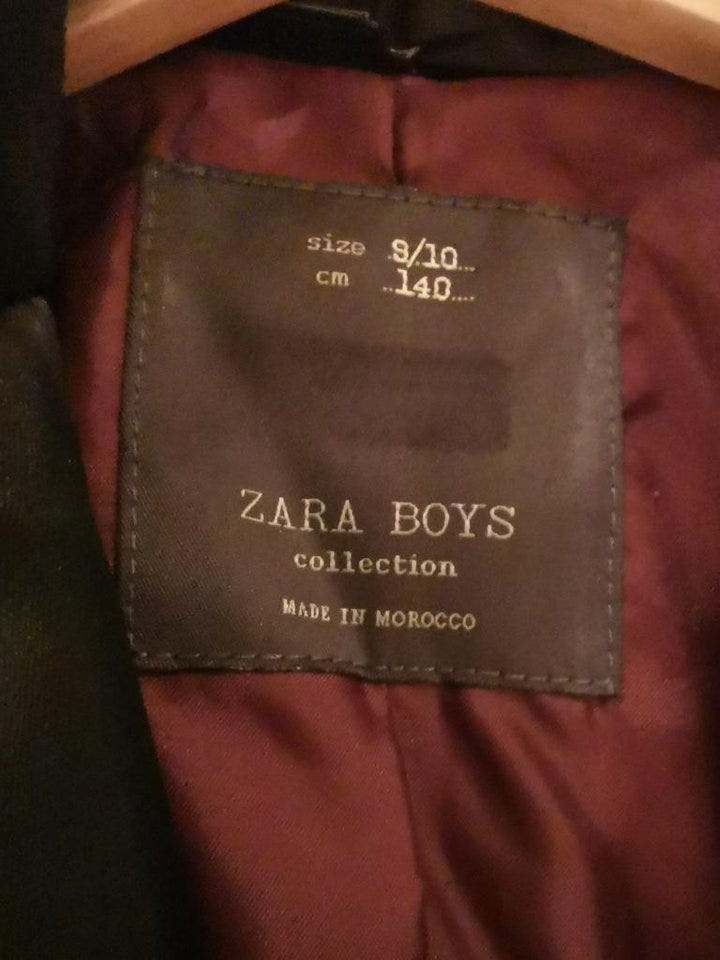 size 8/10
cm 140
ZARA BOYS
collection
MADE IN MOROCCO